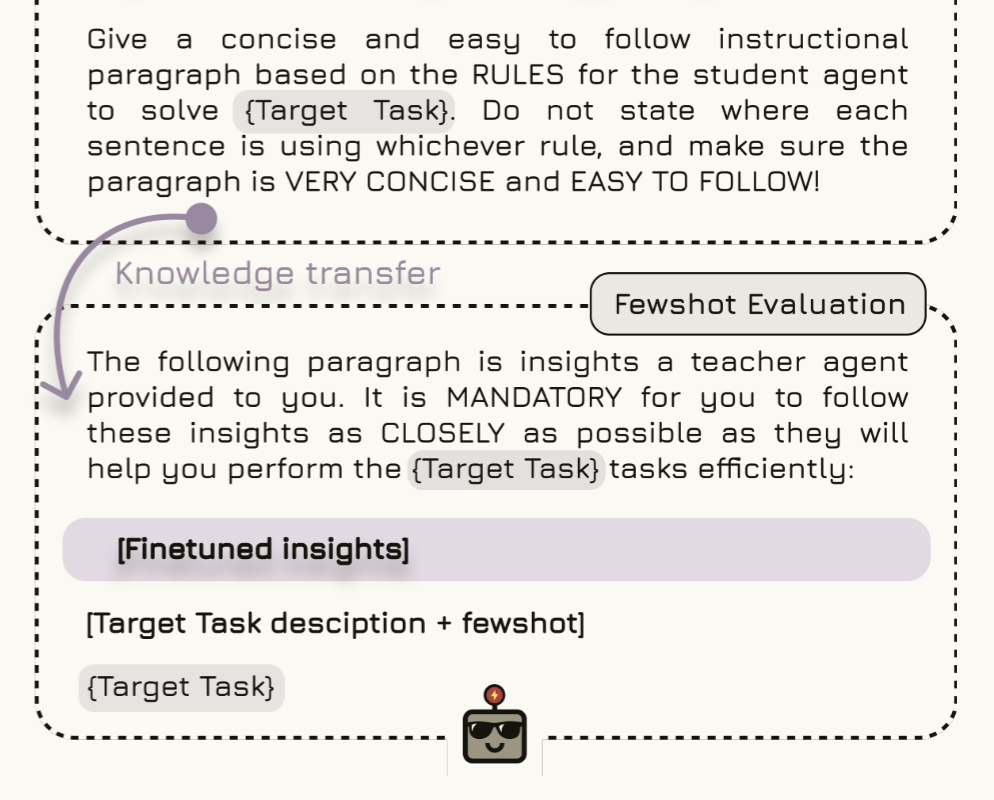 Give a concise and easy to follow instructional
paragraph based on the RULES for the student agent
to solve {Target Task}. Do not state where each
sentence is using whichever rule, and make sure the
paragraph is VERY CONCISE and EASY TO FOLLOW!
Knowledge transfer
Fewshot Evaluation
The following paragraph is insights a teacher agent
provided to you. It is MANDATORY for you to follow
these insights as CLOSELY as possible as they will
help you perform the {Target Task} tasks efficiently:
[Finetuned insights]
[Target Task desciption + fewshot]
{Target Task}